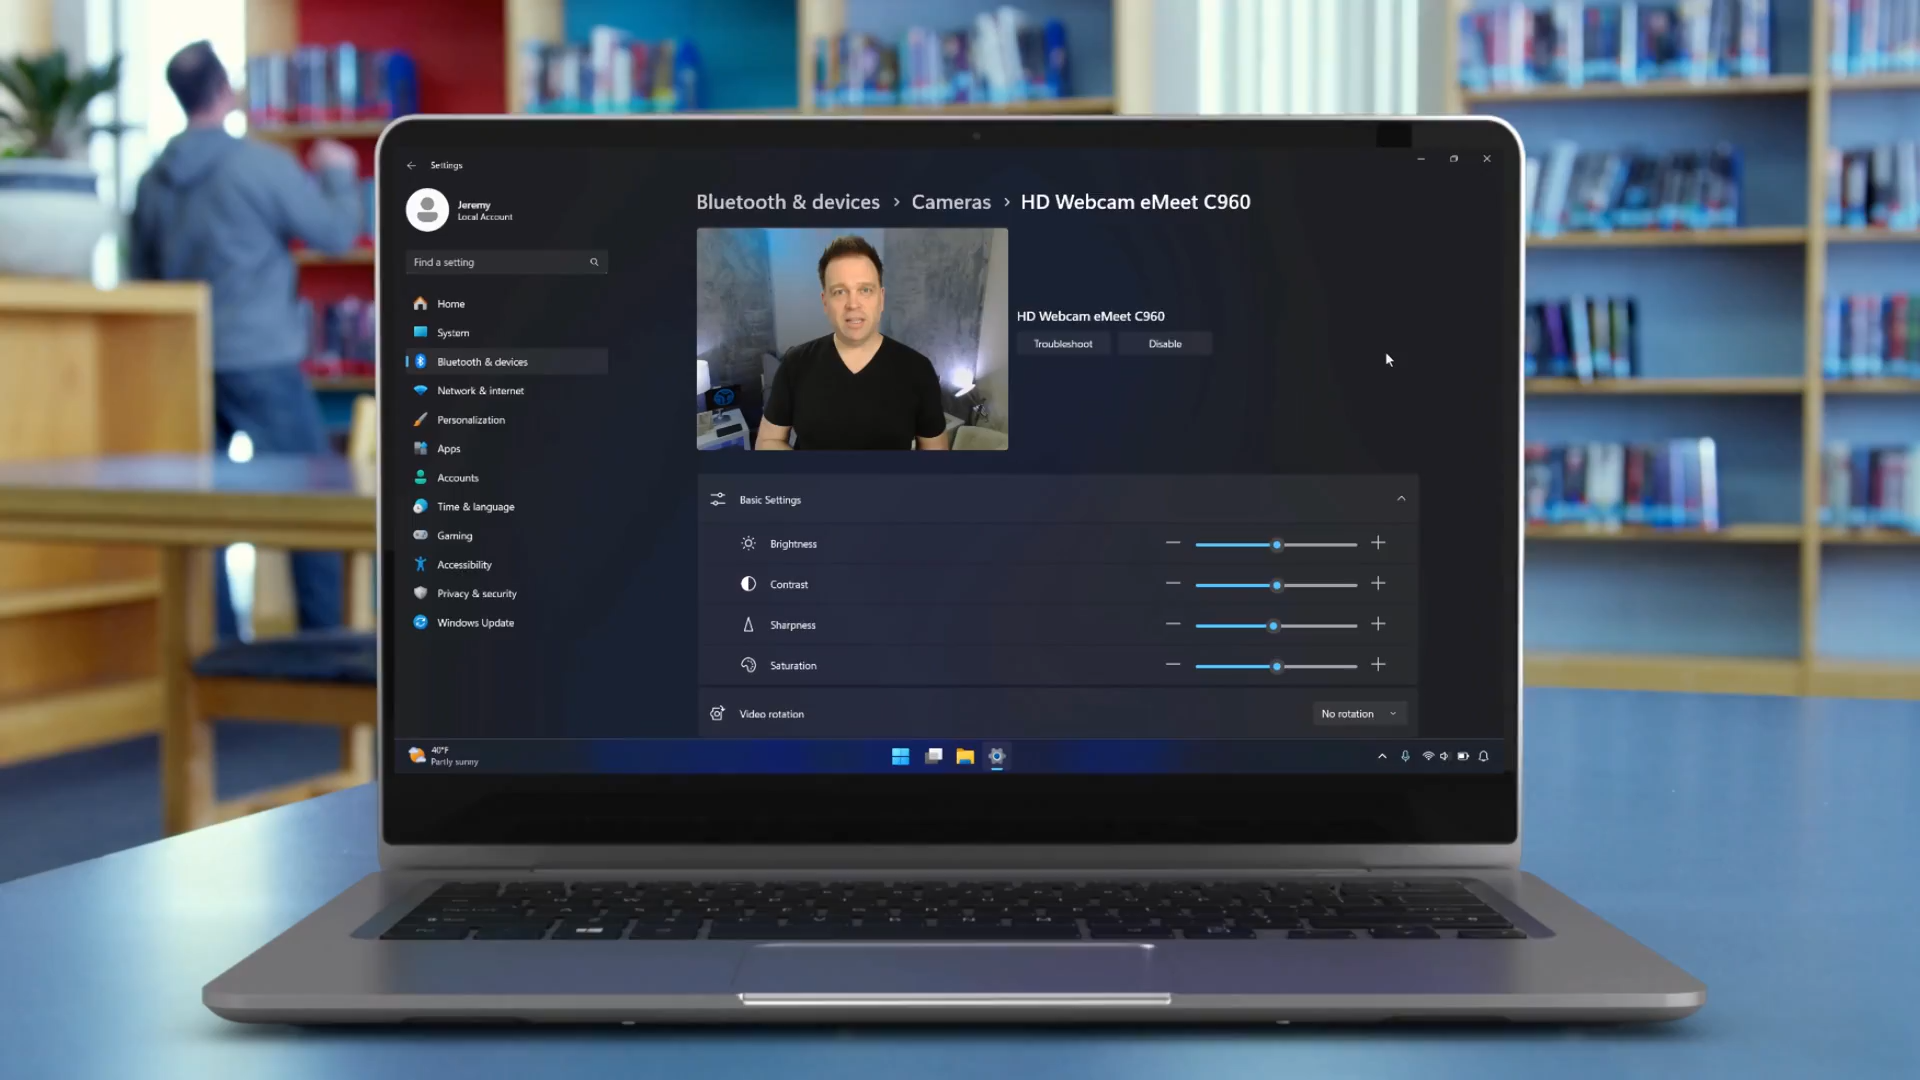 Settings
Jeremy
Local Account
Find a setting
Home
System
Bluetooth & devices
Network & internet
Personalization
Apps
Accounts
Time & language
Gaming
Accessibility
Privacy & security
Windows Update
Bluetooth & devices > Cameras > HD Webcam eMeet C960
HD Webcam eMeet C960
Troubleshoot Disable
Basic Settings
Brightness
Contrast
Sharpness
Saturation
Video rotation No rotation
40°F
Partly sunny